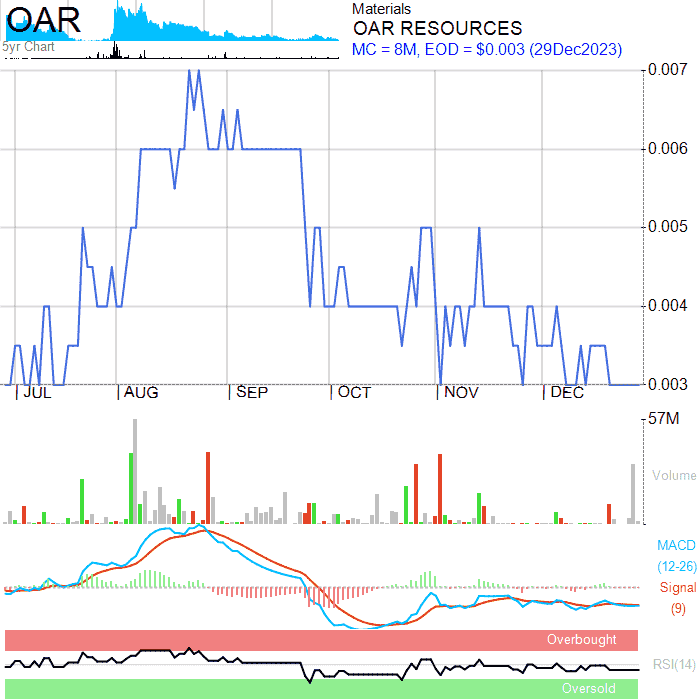 OAR
5yr Chart
Materials
OAR RESOURCES
MC = 8M, EOD = $0.003 (29Dec2023)
0.007
0.006
0.005
0.004
0.003
JUL AUG SEP OCT NOV DEC
57M
Volume
MACD
(12-26)
Signal
(9)
Overbought
RSI(14)
Oversold